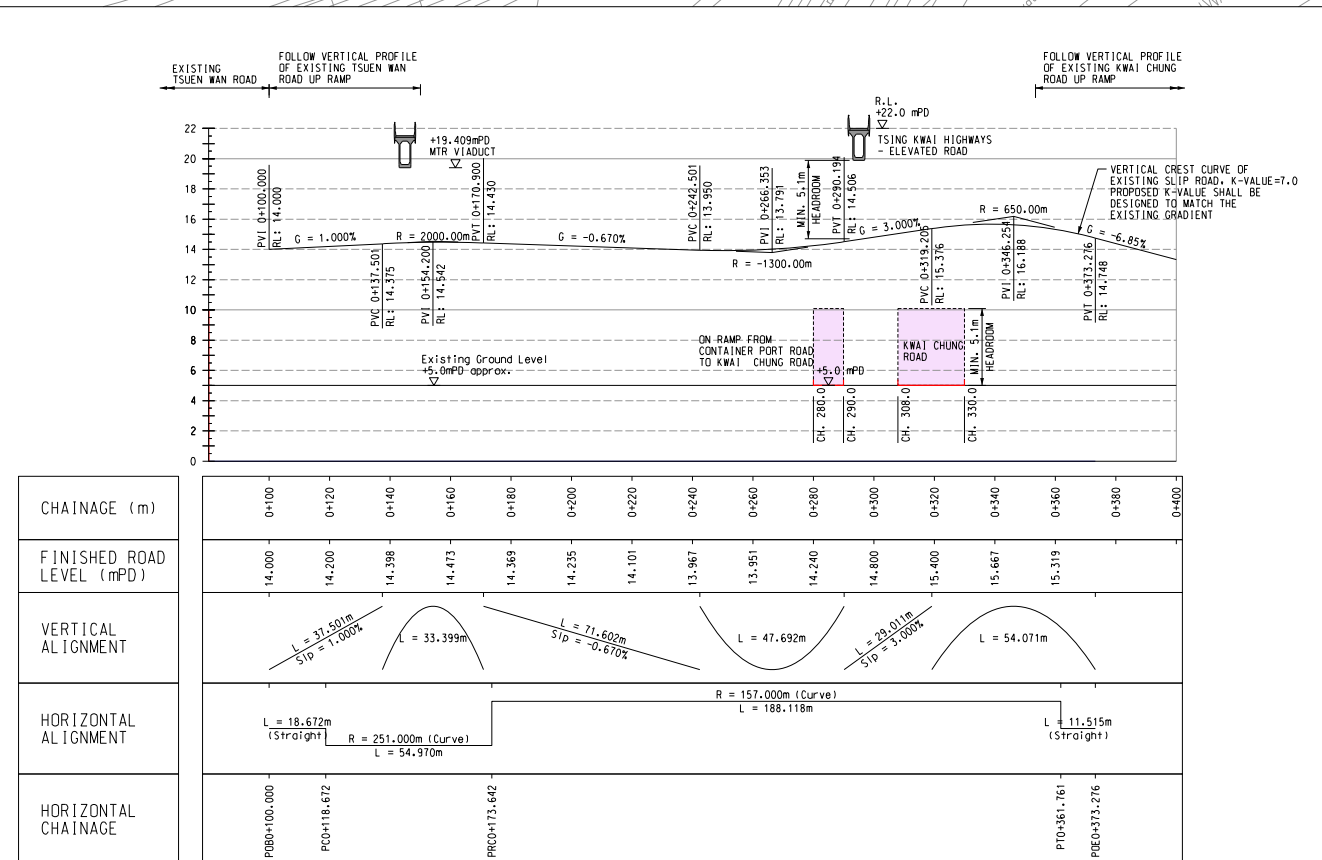 EXISTING
TSUEN WAN ROAD
FOLLOW VERTICAL PROFILE
OF EXISTING TSUEN WAN
ROAD UP RAMP
FOLLOW VERTICAL PROFILE
OF EXISTING KWAI CHUNG
ROAD UP RAMP
R.L.
+22.0 mPD
+19.409mPD
MTR VIADUCT
TSING KWAI HIGHWAYS
- ELEVATED ROAD
VERTICAL CREST CURVE OF
EXISTING SLIP ROAD, K-VALUE=7.0
PROPOSED K-VALUE SHALL BE
DESIGNED TO MATCH THE
EXISTING GRADIENT
22
20
18
16
14
12
10
8
6
4
2
0
PVI 0+100.000
RL: 14.000
G = 1.000%
PVC 0+137.501
RL: 14.375
R = 2000.00m
PVI 0+154.200
RL: 14.542
PVT 0+170.900
RL: 14.430
G = -0.670%
PVC 0+242.501
RL: 13.950
PVI 0+266.353
RL: 13.791
R = -1300.00m
MIN. 5.1m
HEADROOM
PVT 0+290.194
RL: 14.506
G = 3.000%
PVC 0+319.205
RL: 15.376
R = 650.00m
PVI 0+346.254
RL: 16.188
G = -6.85%
PVT 0+373.276
RL: 14.748
Existing Ground Level
+5.0mPD approx.
ON RAMP FROM
CONTAINER PORT ROAD
TO KWAI CHUNG ROAD
+5.0 mPD
KWAI CHUNG
ROAD
MIN. 5.1m
HEADROOM
CH. 280.0
CH. 290.0
CH. 308.0
CH. 330.0
CHAINAGE (m)
0+100
0+120
0+140
0+160
0+180
0+200
0+220
0+240
0+260
0+280
0+300
0+320
0+340
0+360
0+380
0+400
FINISHED ROAD
LEVEL (mPD)
14.000
14.200
14.398
14.473
14.369
14.235
14.101
13.967
13.951
14.240
14.800
15.400
15.667
15.319
VERTICAL
ALIGNMENT
L = 37.501m
Slp = 1.000%
L = 33.399m
L = 71.602m
Slp = -0.670%
L = 47.692m
L = 29.011m
Slp = 3.000%
L = 54.071m
HORIZONTAL
ALIGNMENT
L = 18.672m
(Straight)
R = 251.000m (Curve)
L = 54.970m
R = 157.000m (Curve)
L = 188.118m
L = 11.515m
(Straight)
HORIZONTAL
CHAINAGE
POB0+100.000
PC0+118.672
PRC0+173.642
PT0+361.761
POE0+373.276